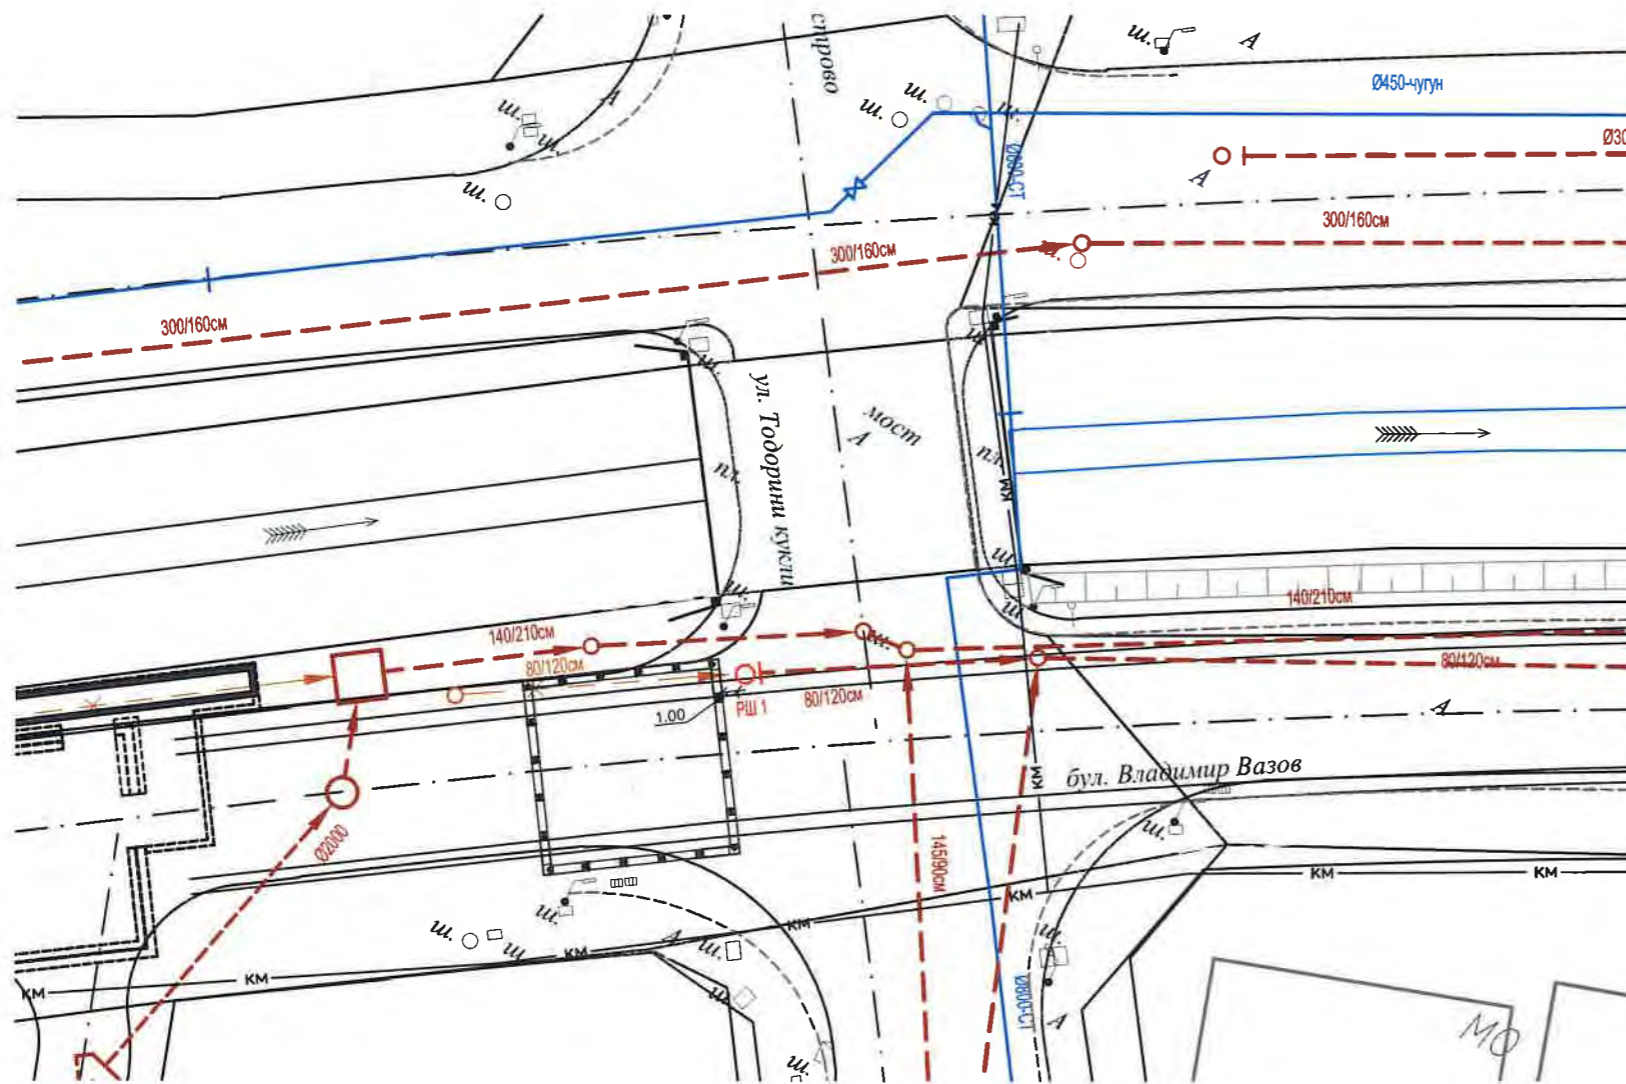 строво
ш.
А
Ø450-чугун
ш.
А
ш.
ш.
ш.
ш.
Ø30
Ø800-СТ
А
ш.
300/160см
300/160см
ш.
300/160см
ш.
ш.
ул. Тодорини кукли
мост
А
пл.
пл.
КМ
ш.
ш.
ш.
140/210см
140/210см
ш.
80/120см
80/120см
80/120см
РШ 1
1.00
А
бул. Владимир Вазов
КМ
ш.
Ø2000
145/90см
КМ
КМ
КМ
ш.
КМ
ш.
ш.
КМ
А
ш.
ш.
КМ
КМ
ш.
Ø800-СТ
А
МО
ш.